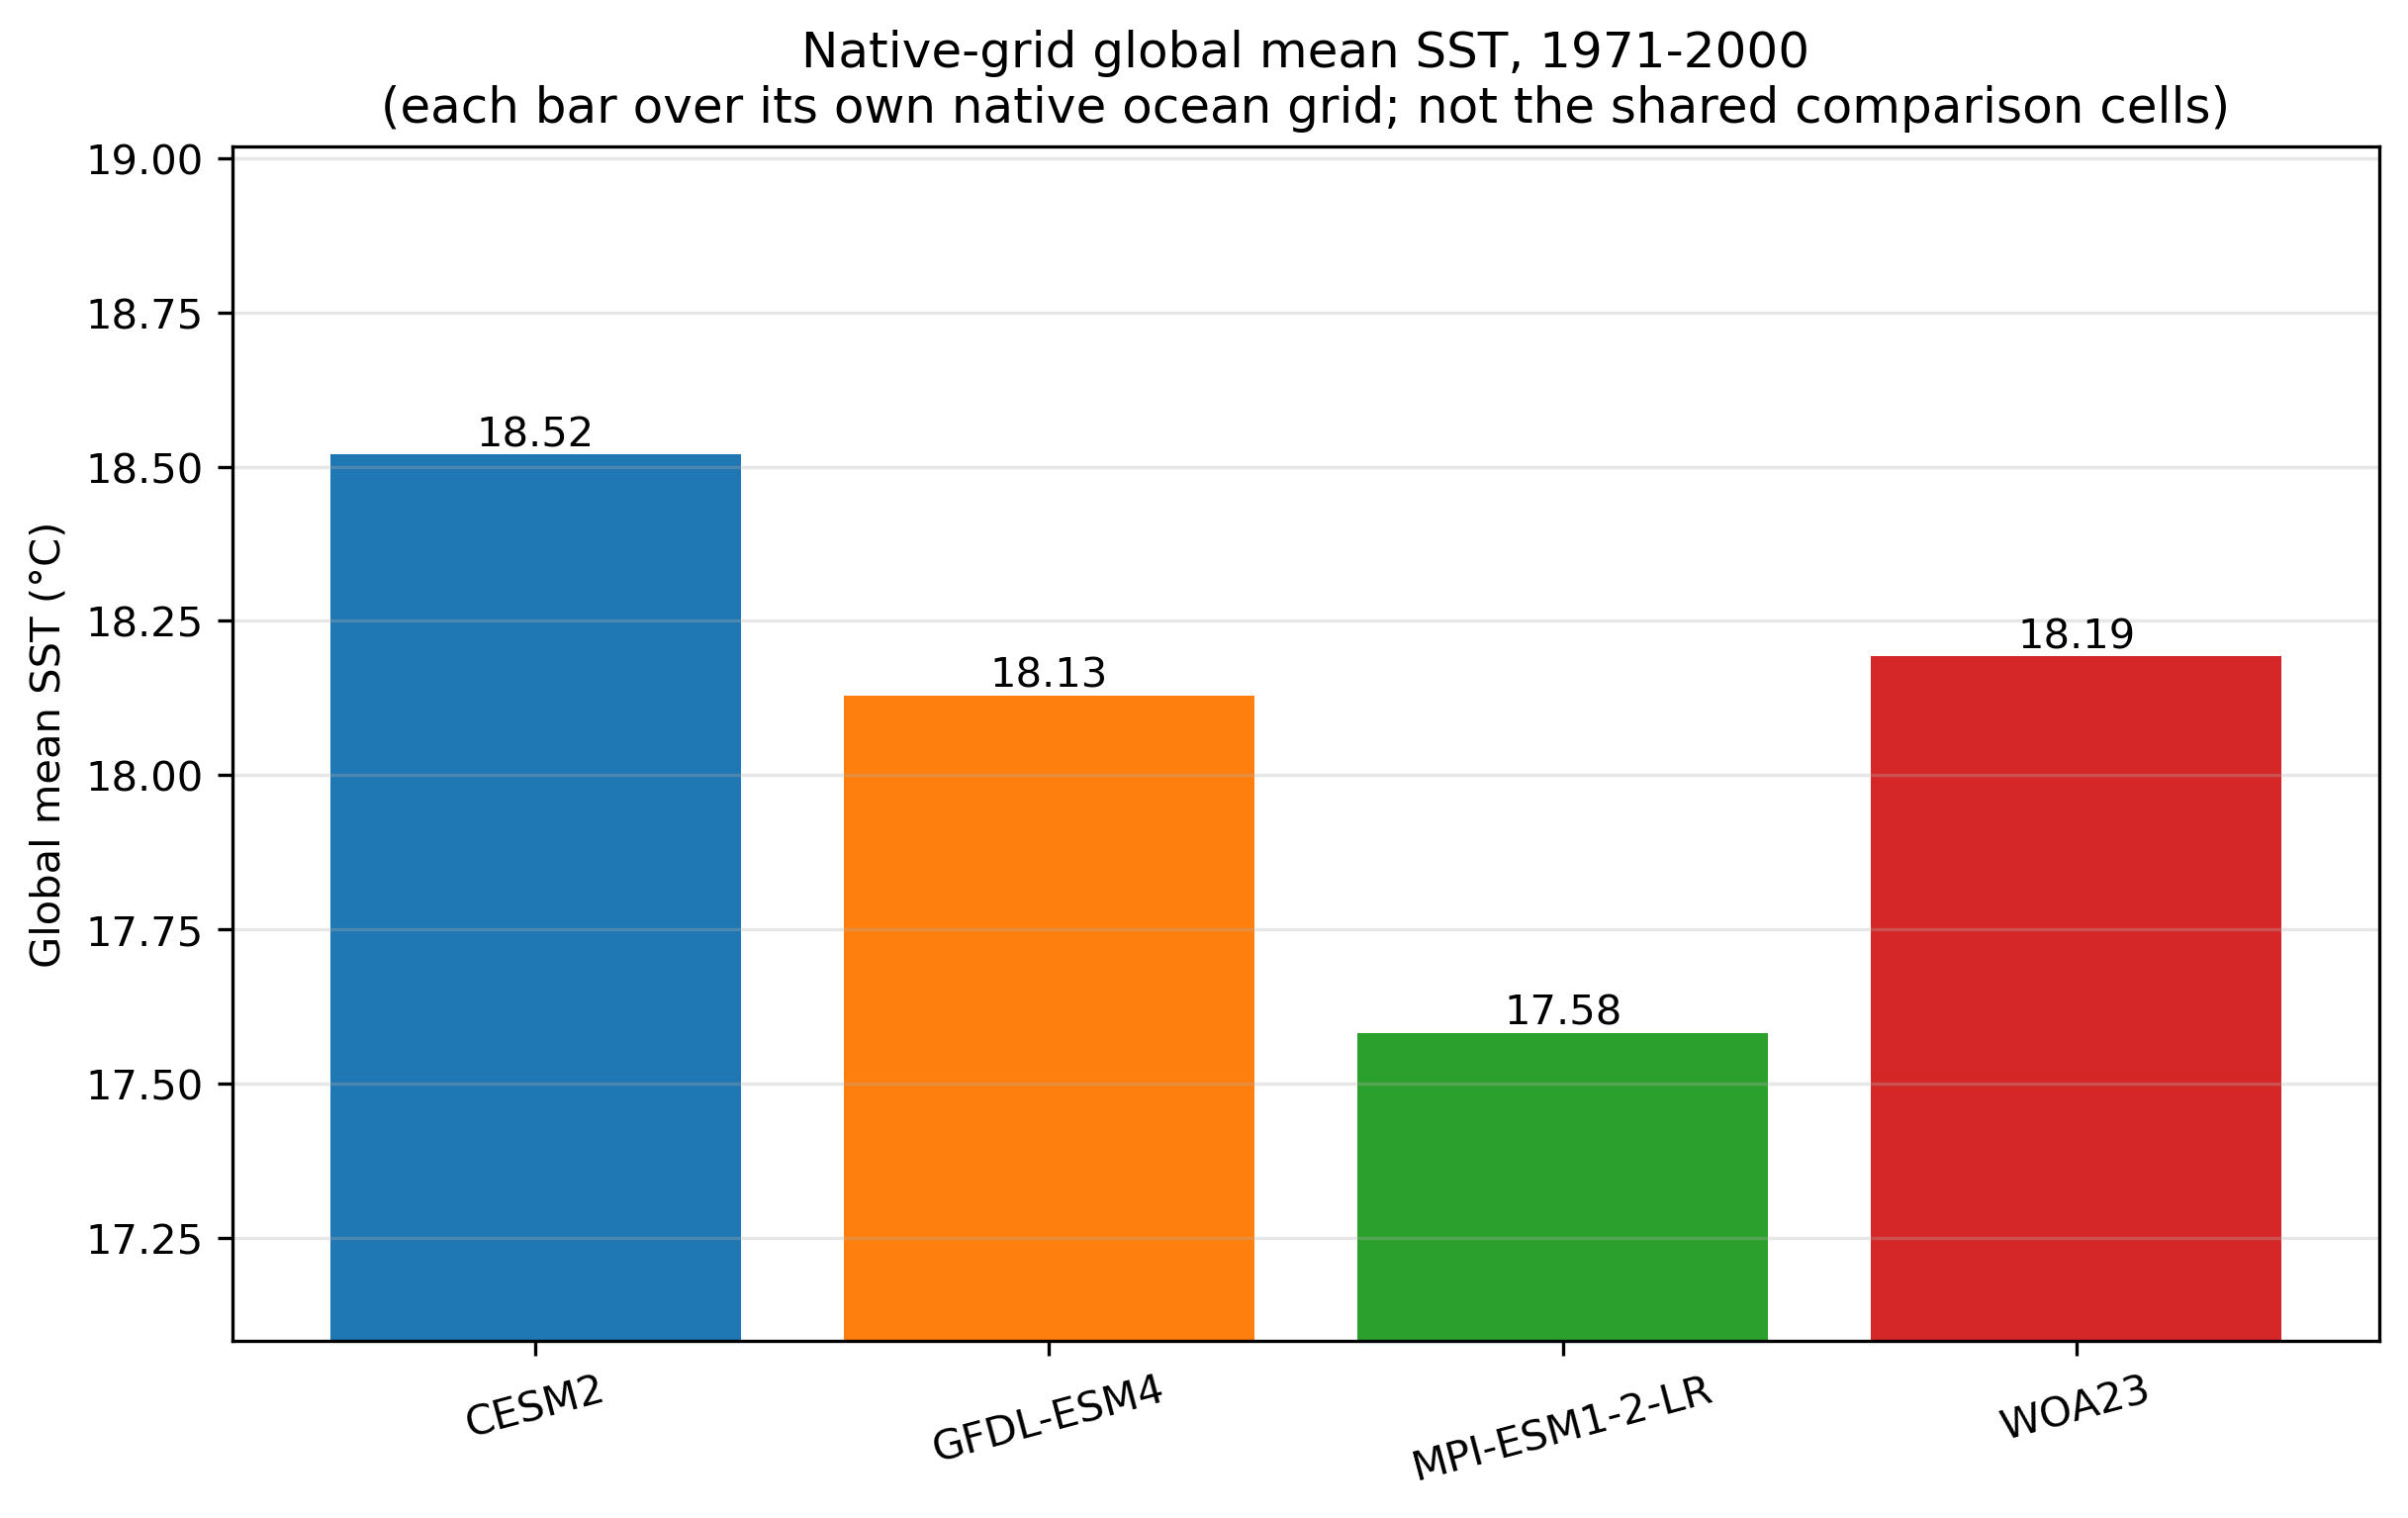 Native-grid global mean SST, 1971-2000
(each bar over its own native ocean grid; not the shared comparison cells)
Global mean SST (°C)
19.00
18.75
18.50
18.25
18.00
17.75
17.50
17.25
18.52
18.13
17.58
18.19
CESM2
GFDL-ESM4
MPI-ESM1-2-LR
WOA23